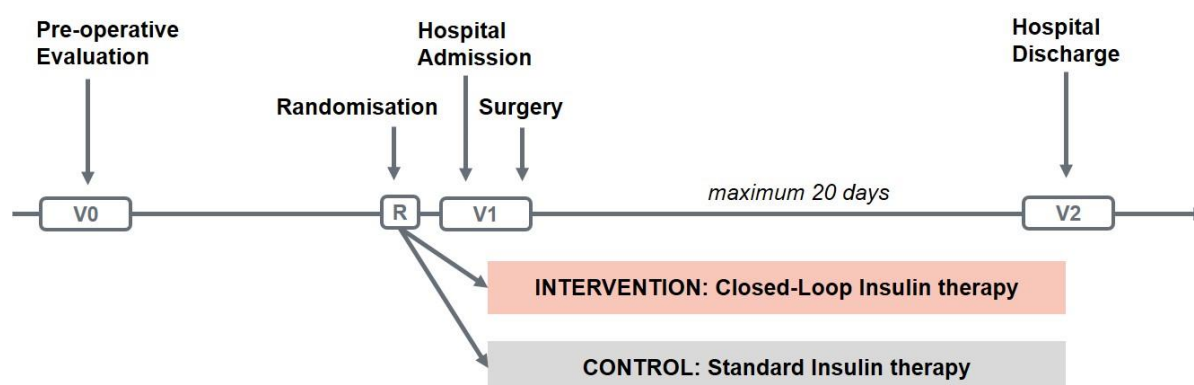 Pre-operative
Evaluation
Hospital
Admission
Hospital
Discharge
Randomisation
Surgery
maximum 20 days
V0
R
V1
V2
INTERVENTION: Closed-Loop Insulin therapy
CONTROL: Standard Insulin therapy